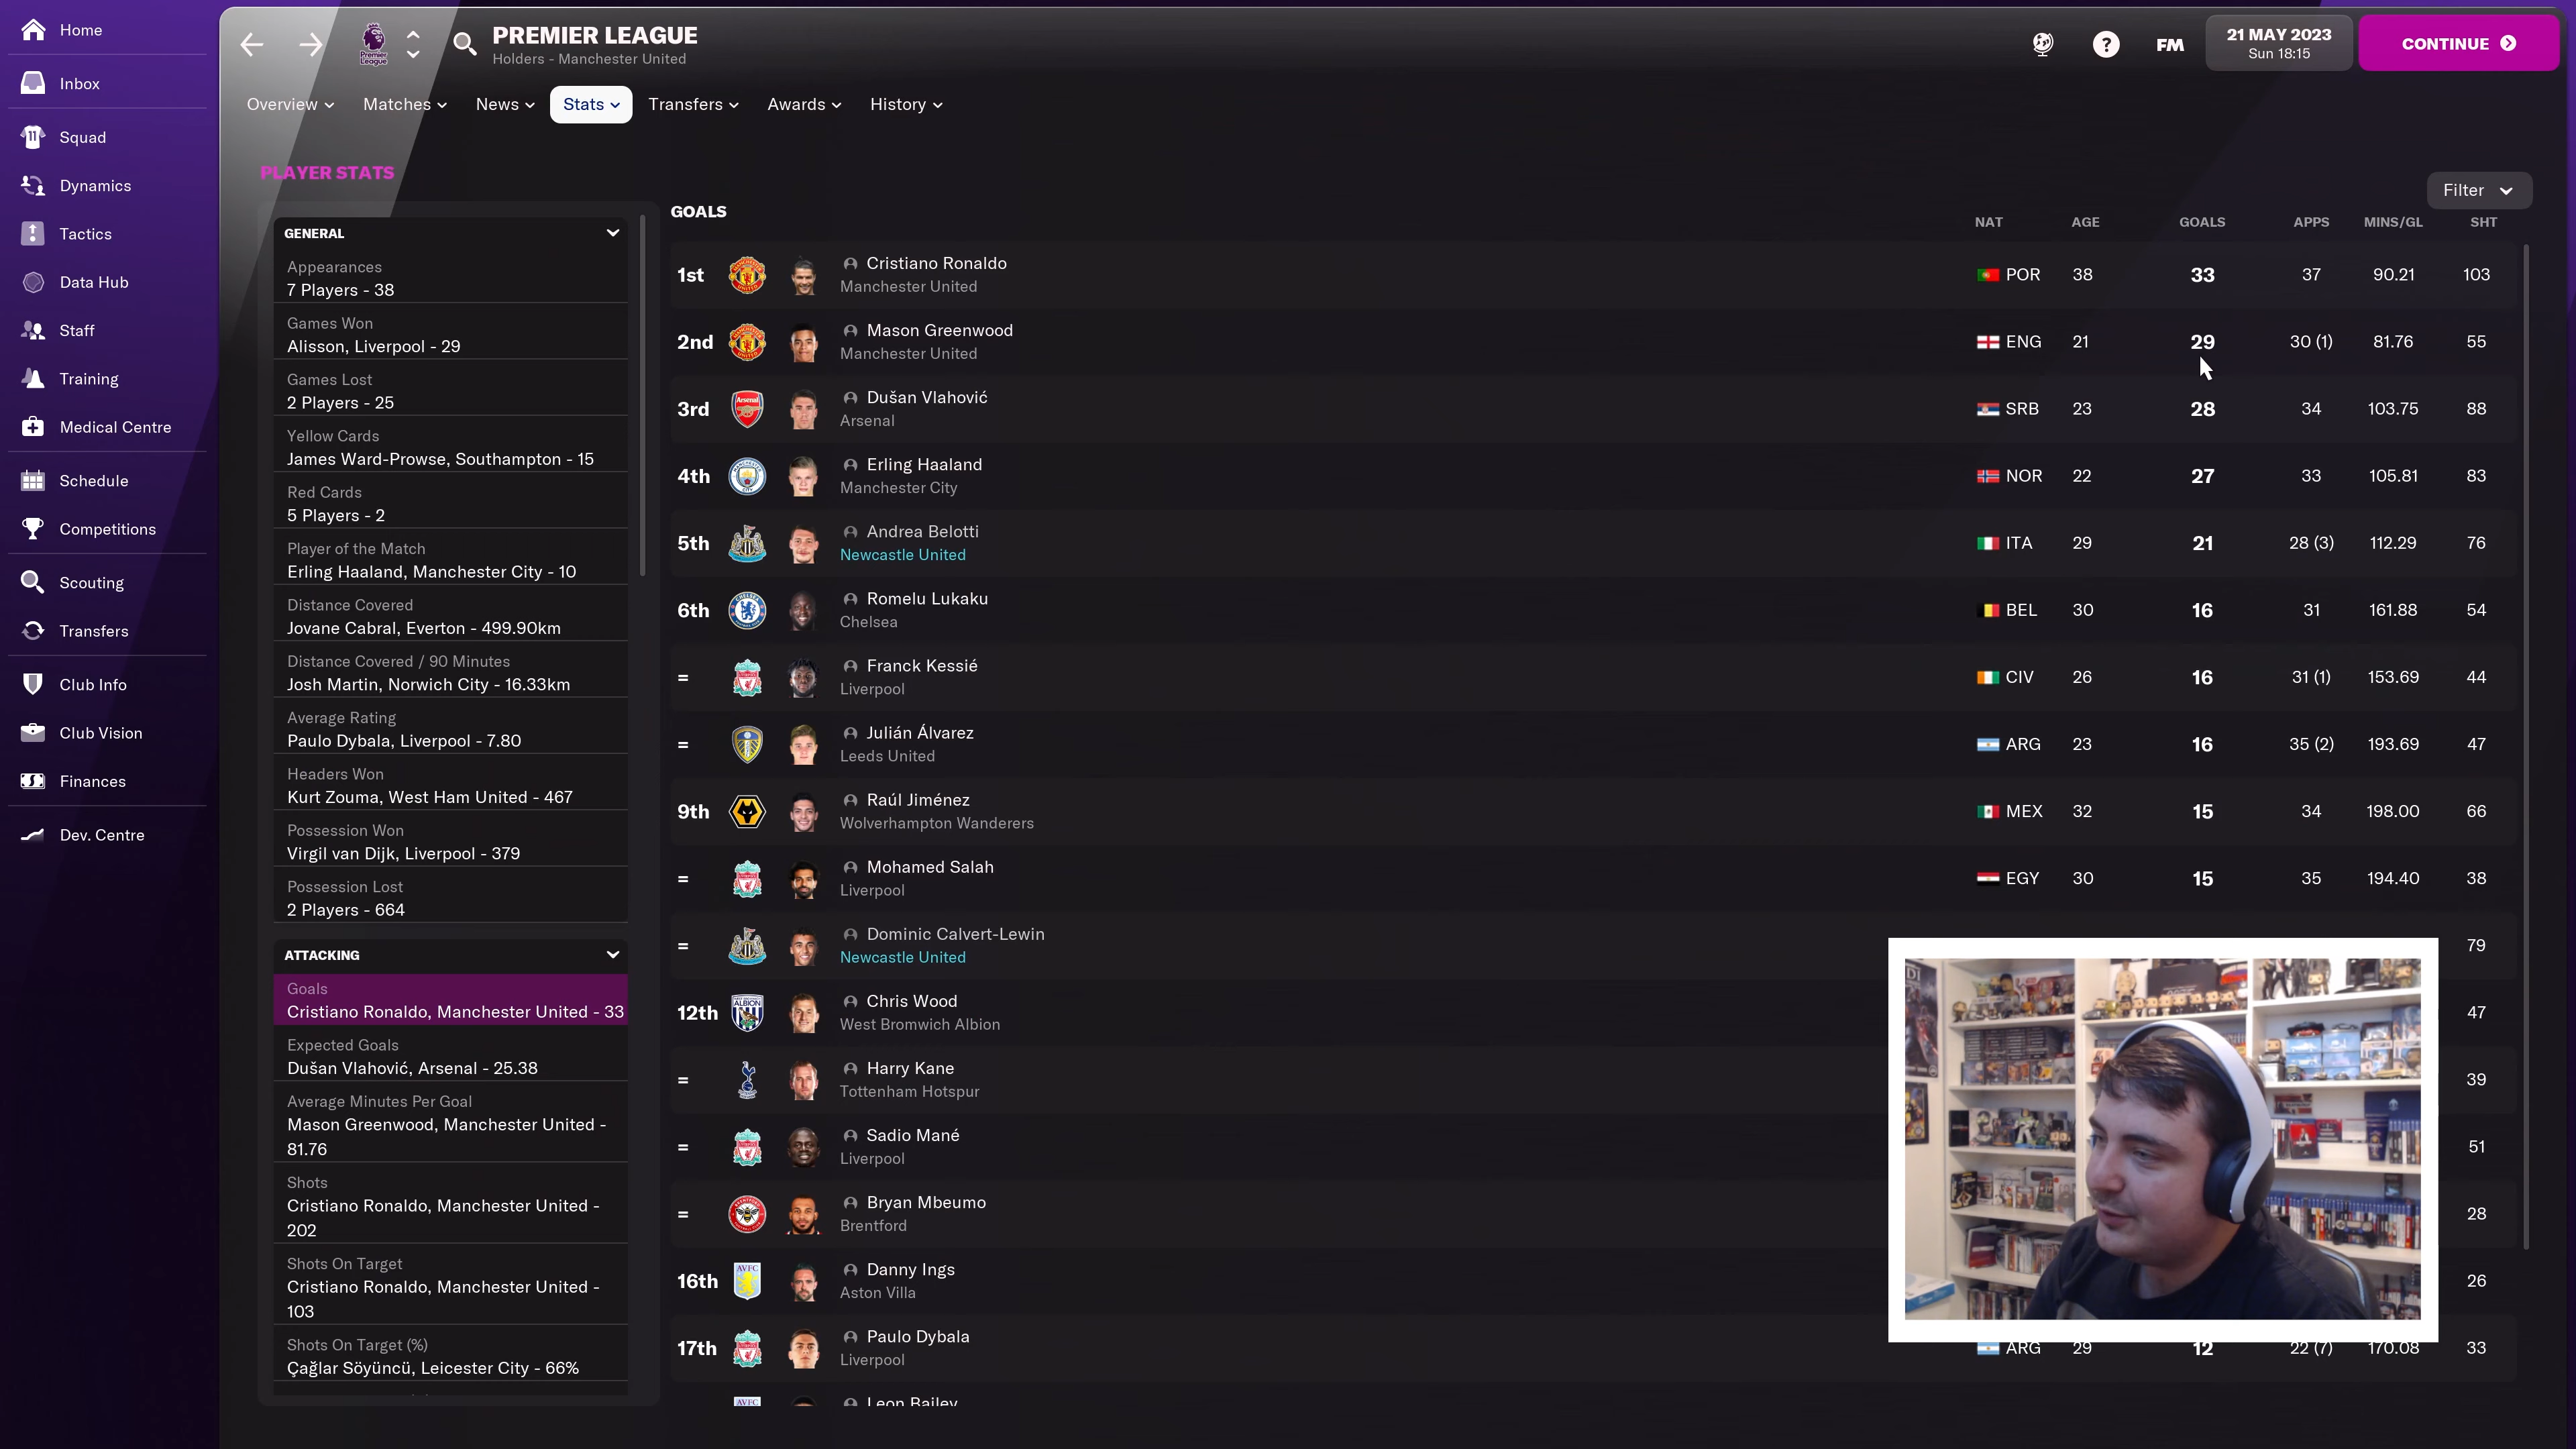 Home
Inbox
Squad
Dynamics
Tactics
Data Hub
Staff
Training
Medical Centre
Schedule
Competitions
Scouting
Transfers
Club Info
Club Vision
Finances
Dev. Centre
Premier League
PREMIER LEAGUE
Holders - Manchester United
FM
21 MAY 2023
Sun 18:15
CONTINUE
Overview
Matches
News
Stats
Transfers
Awards
History
PLAYER STATS
Filter
GENERAL
Appearances
7 Players - 38
Games Won
Alisson, Liverpool - 29
Games Lost
2 Players - 25
Yellow Cards
James Ward-Prowse, Southampton - 15
Red Cards
5 Players - 2
Player of the Match
Erling Haaland, Manchester City - 10
Distance Covered
Jovane Cabral, Everton - 499.90km
Distance Covered / 90 Minutes
Josh Martin, Norwich City - 16.33km
Average Rating
Paulo Dybala, Liverpool - 7.80
Headers Won
Kurt Zouma, West Ham United - 467
Possession Won
Virgil van Dijk, Liverpool - 379
Possession Lost
2 Players - 664
ATTACKING
Goals
Cristiano Ronaldo, Manchester United - 33
Expected Goals
Dušan Vlahović, Arsenal - 25.38
Average Minutes Per Goal
Mason Greenwood, Manchester United -
81.76
Shots
Cristiano Ronaldo, Manchester United -
202
Shots On Target
Cristiano Ronaldo, Manchester United -
103
Shots On Target (%)
Çağlar Söyüncü, Leicester City - 66%
GOALS NAT AGE GOALS APPS MINS/GL SHT
1st Cristiano Ronaldo POR 38 33 37 90.21 103
Manchester United
2nd Mason Greenwood ENG 21 29 30 (1) 81.76 55
Manchester United
3rd Dušan Vlahović SRB 23 28 34 103.75 88
Arsenal
4th Erling Haaland NOR 22 27 33 105.81 83
Manchester City
5th Andrea Belotti ITA 29 21 28 (3) 112.29 76
Newcastle United
6th Romelu Lukaku BEL 30 16 31 161.88 54
Chelsea
= Franck Kessié CIV 26 16 31 (1) 153.69 44
Liverpool
= Julián Álvarez ARG 23 16 35 (2) 193.69 47
Leeds United
9th Raúl Jiménez MEX 32 15 34 198.00 66
Wolverhampton Wanderers
= Mohamed Salah EGY 30 15 35 194.40 38
Liverpool
= Dominic Calvert-Lewin 79
Newcastle United
12th Chris Wood 47
West Bromwich Albion
= Harry Kane 39
Tottenham Hotspur
= Sadio Mané 51
Liverpool
= Bryan Mbeumo 28
Brentford
16th Danny Ings 26
Aston Villa
17th Paulo Dybala ARG 29 12 22 (7) 170.08 33
Liverpool
Leon Bailey